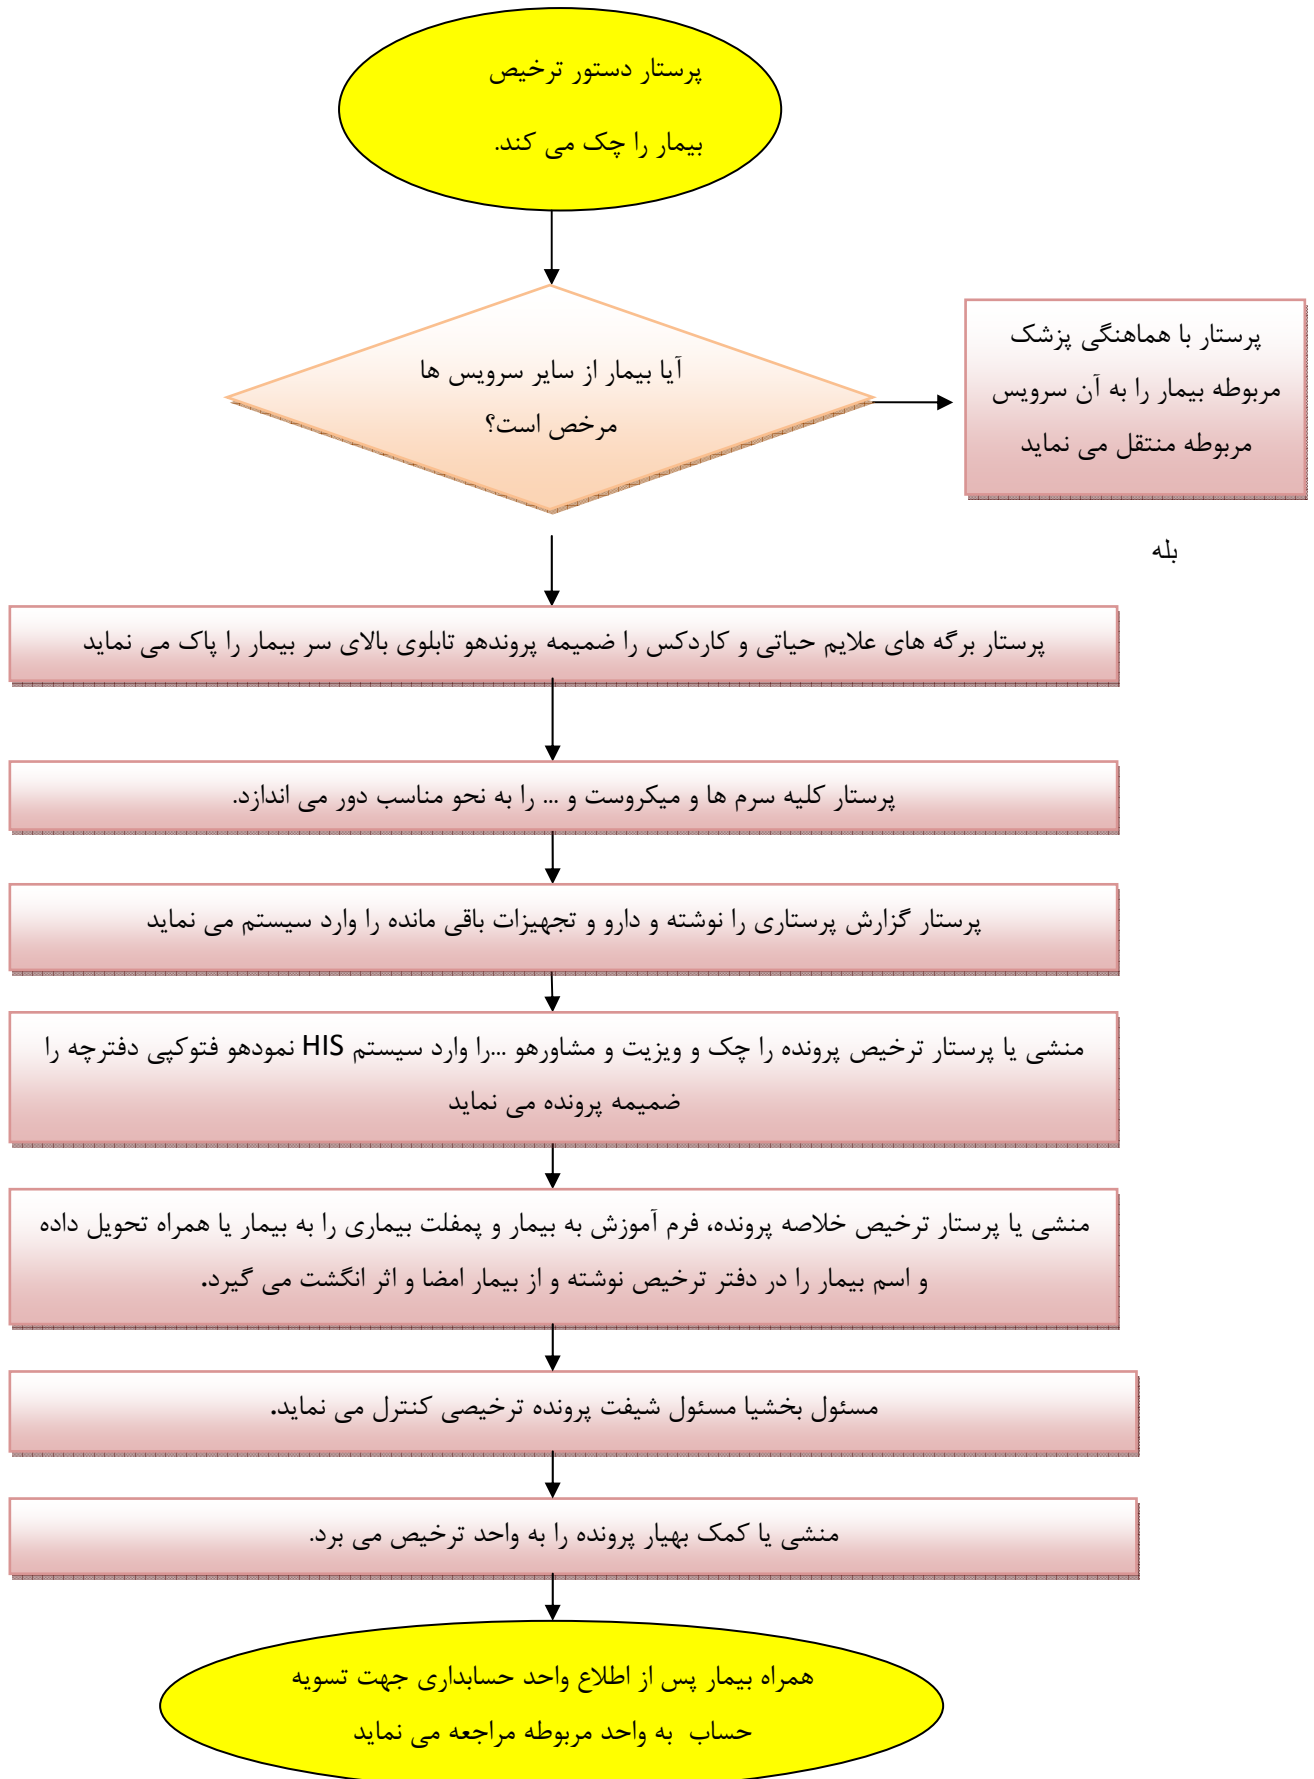 پرستار دستور ترخیص
بیمار را چک می کند.
آیا بیمار از سایر سرویس ها
مرخص است؟
پرستار با هماهنگی پزشک
مربوطه بیمار را به آن سرویس
مربوطه منتقل می نماید
بله
پرستار برگه های علایم حیاتی و کاردکس را ضمیمه پروندهو تابلوی بالای سر بیمار را پاک می نماید
پرستار کلیه سرم ها و میکروست و ... را به نحو مناسب دور می اندازد.
پرستار گزارش پرستاری را نوشته و دارو و تجهیزات باقی مانده را وارد سیستم می نماید
منشی یا پرستار ترخیص پرونده را چک و ویزیت و مشاورهو ...را وارد سیستم HIS نمودهو فتوکپی دفترچه را
ضمیمه پرونده می نماید
منشی یا پرستار ترخیص خلاصه پرونده، فرم آموزش به بیمار و پمفلت بیماری را به بیمار یا همراه تحویل داده
و اسم بیمار را در دفتر ترخیص نوشته و از بیمار امضا و اثر انگشت می گیرد.
مسئول بخشیا مسئول شیفت پرونده ترخیصی کنترل می نماید.
منشی یا کمک بهیار پرونده را به واحد ترخیص می برد.
همراه بیمار پس از اطلاع واحد حسابداری جهت تسویه
حساب به واحد مربوطه مراجعه می نماید